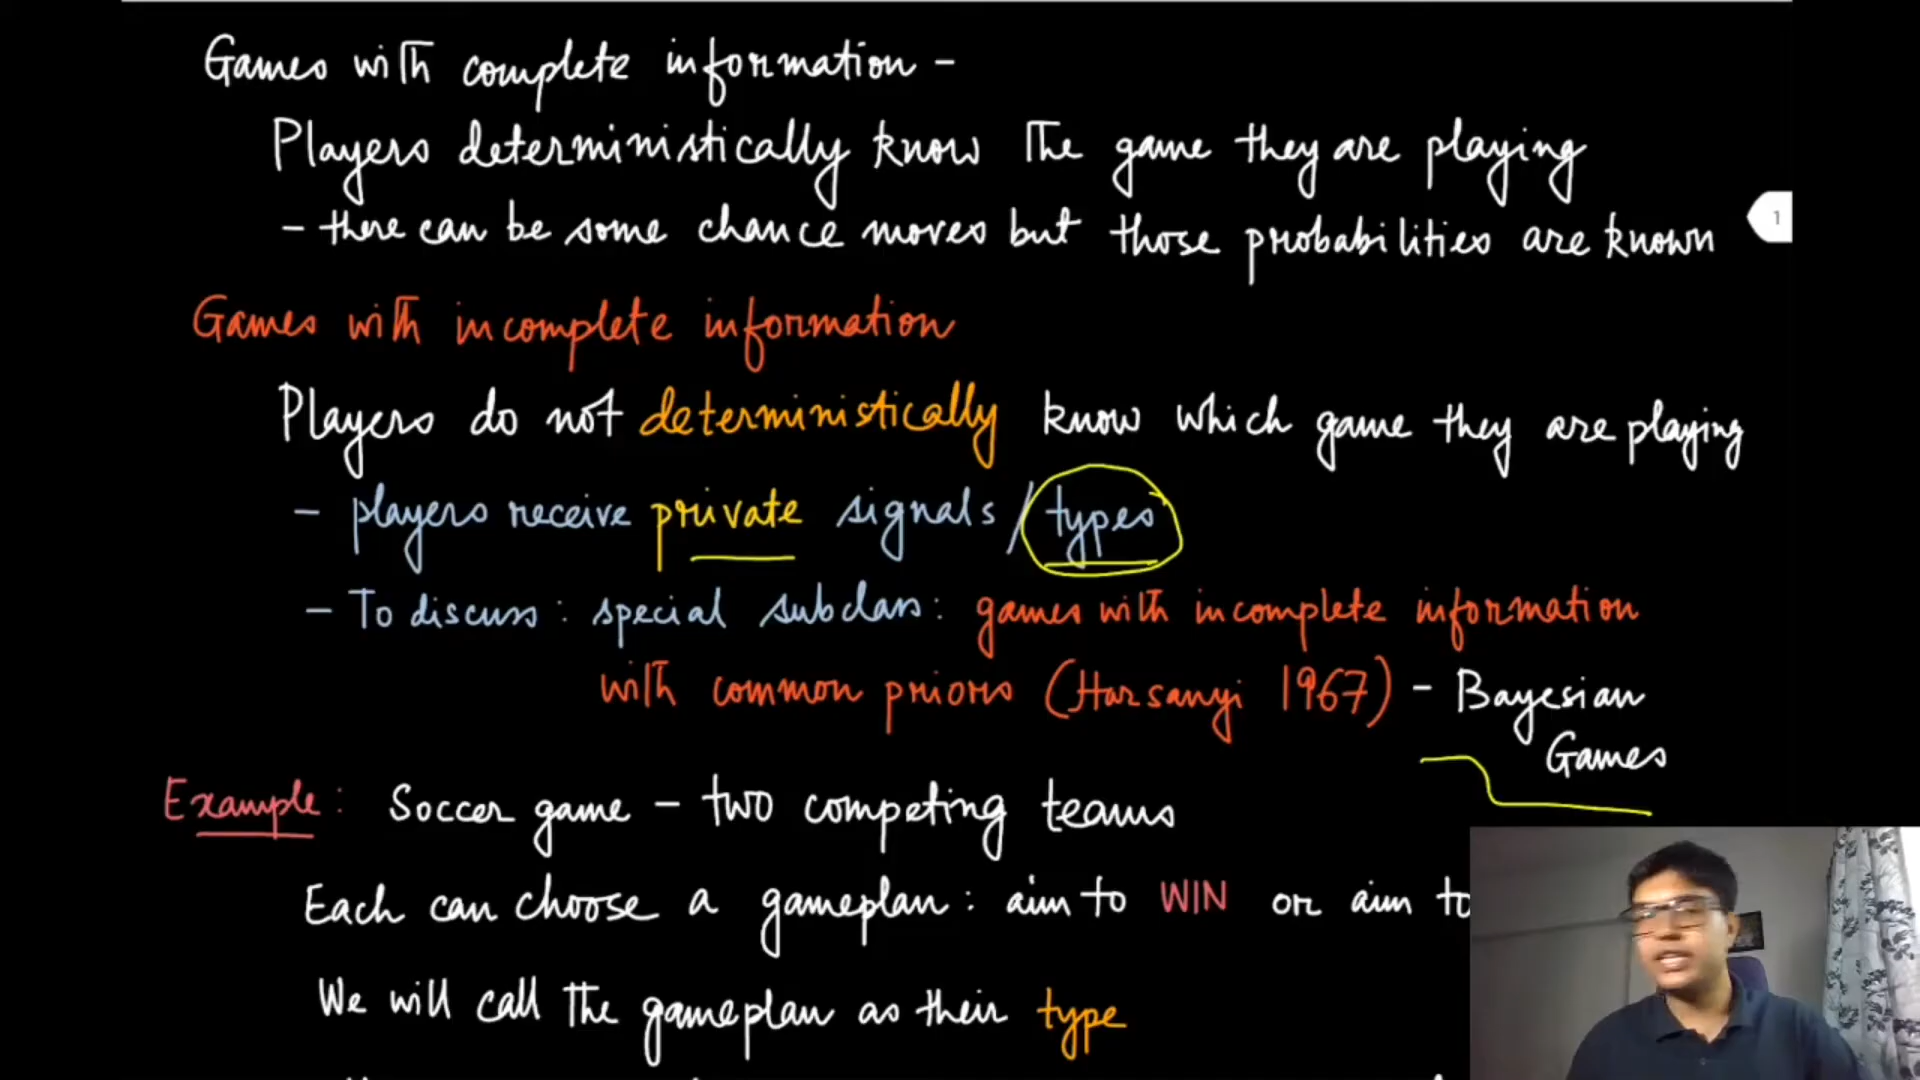 Games with complete information -
Players deterministically know the game they are playing
- there can be some chance moves but those probabilities are known
1
Games with incomplete information
Players do not deterministically know which game they are playing
- players receive private signals / types
- To discuss : special subclass : games with incomplete information
with common priors (Harsanyi 1967) - Bayesian
Games
Example : Soccer game - two competing teams
Each can choose a gameplan : aim to WIN or aim to
We will call the gameplan as their type